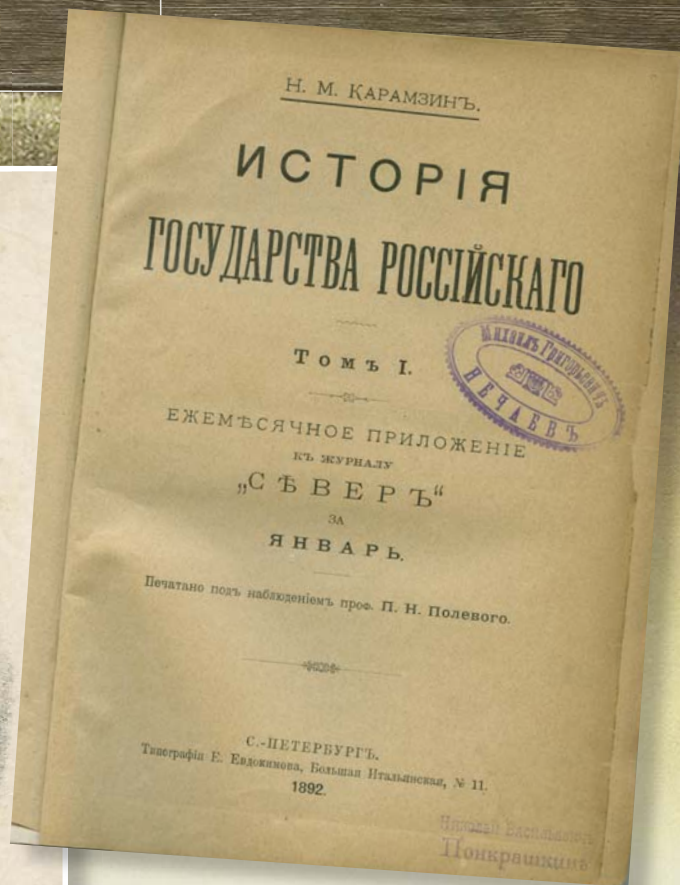 Н. М. КАРАМЗИНЪ.
ИСТОРІЯ
ГОСУДАРСТВА РОССІЙСКАГО
Томъ I.
Михаилъ Григорьевичъ
НЕЧАЕВЪ
ЕЖЕМѢСЯЧНОЕ ПРИЛОЖЕНІЕ
КЪ ЖУРНАЛУ
„СѢВЕРЪ“
ЗА
ЯНВАРЬ.
Печатано подъ наблюденіемъ проф. П. Н. Полевого.
С.-ПЕТЕРБУРГЪ.
Типографія Е. Евдокимова, Большая Итальянская, № 11.
1892.
Понкрашкинъ